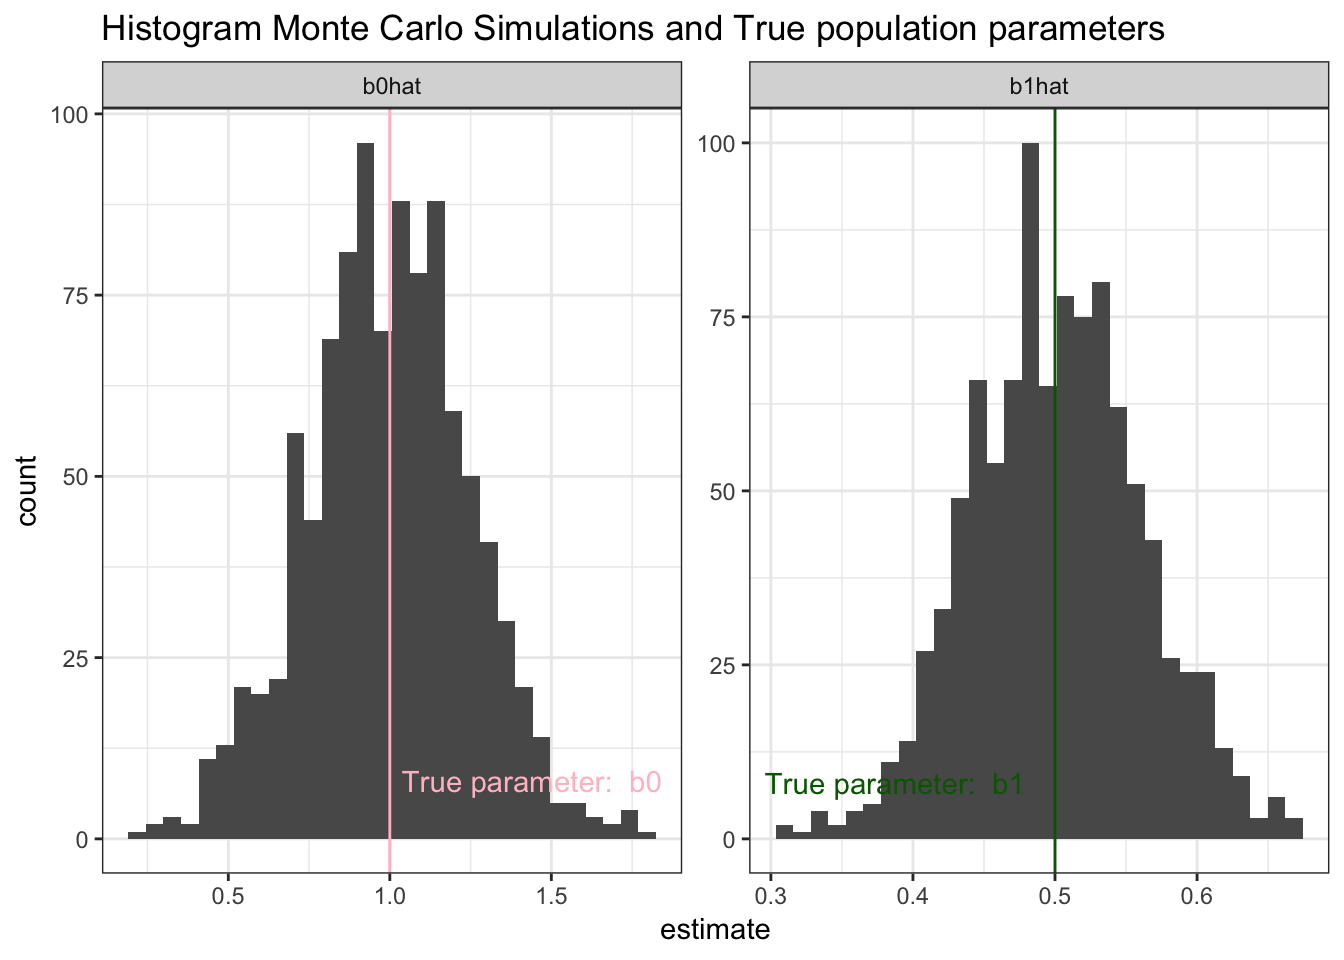 Histogram Monte Carlo Simulations and True population parameters
b0hat
b1hat
count
100
75
50
25
0
True parameter:  b0
0.5
1.0
1.5
100
75
50
25
0
True parameter:  b1
0.3
0.4
0.5
0.6
estimate